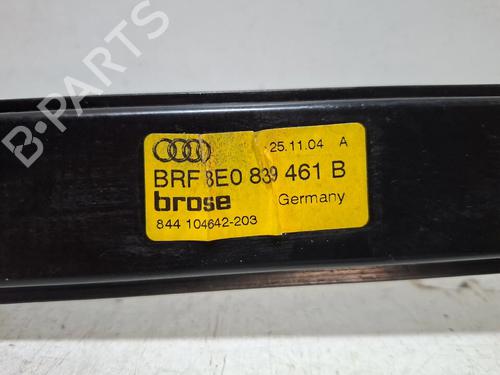 B-PARTS
25.11.04 A
BRF 8E0 839 461 B
brose Germany
844 104642-203